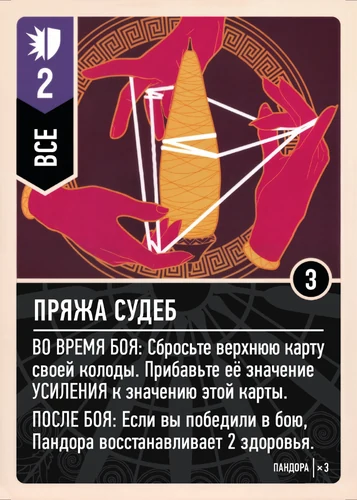 2
ВСЕ
3
ПРЯЖА СУДЕБ
ВО ВРЕМЯ БОЯ: Сбросьте верхнюю карту
своей колоды. Прибавьте её значение
УСИЛЕНИЯ к значению этой карты.
ПОСЛЕ БОЯ: Если вы победили в бою,
Пандора восстанавливает 2 здоровья.
ПАНДОРА | ×3